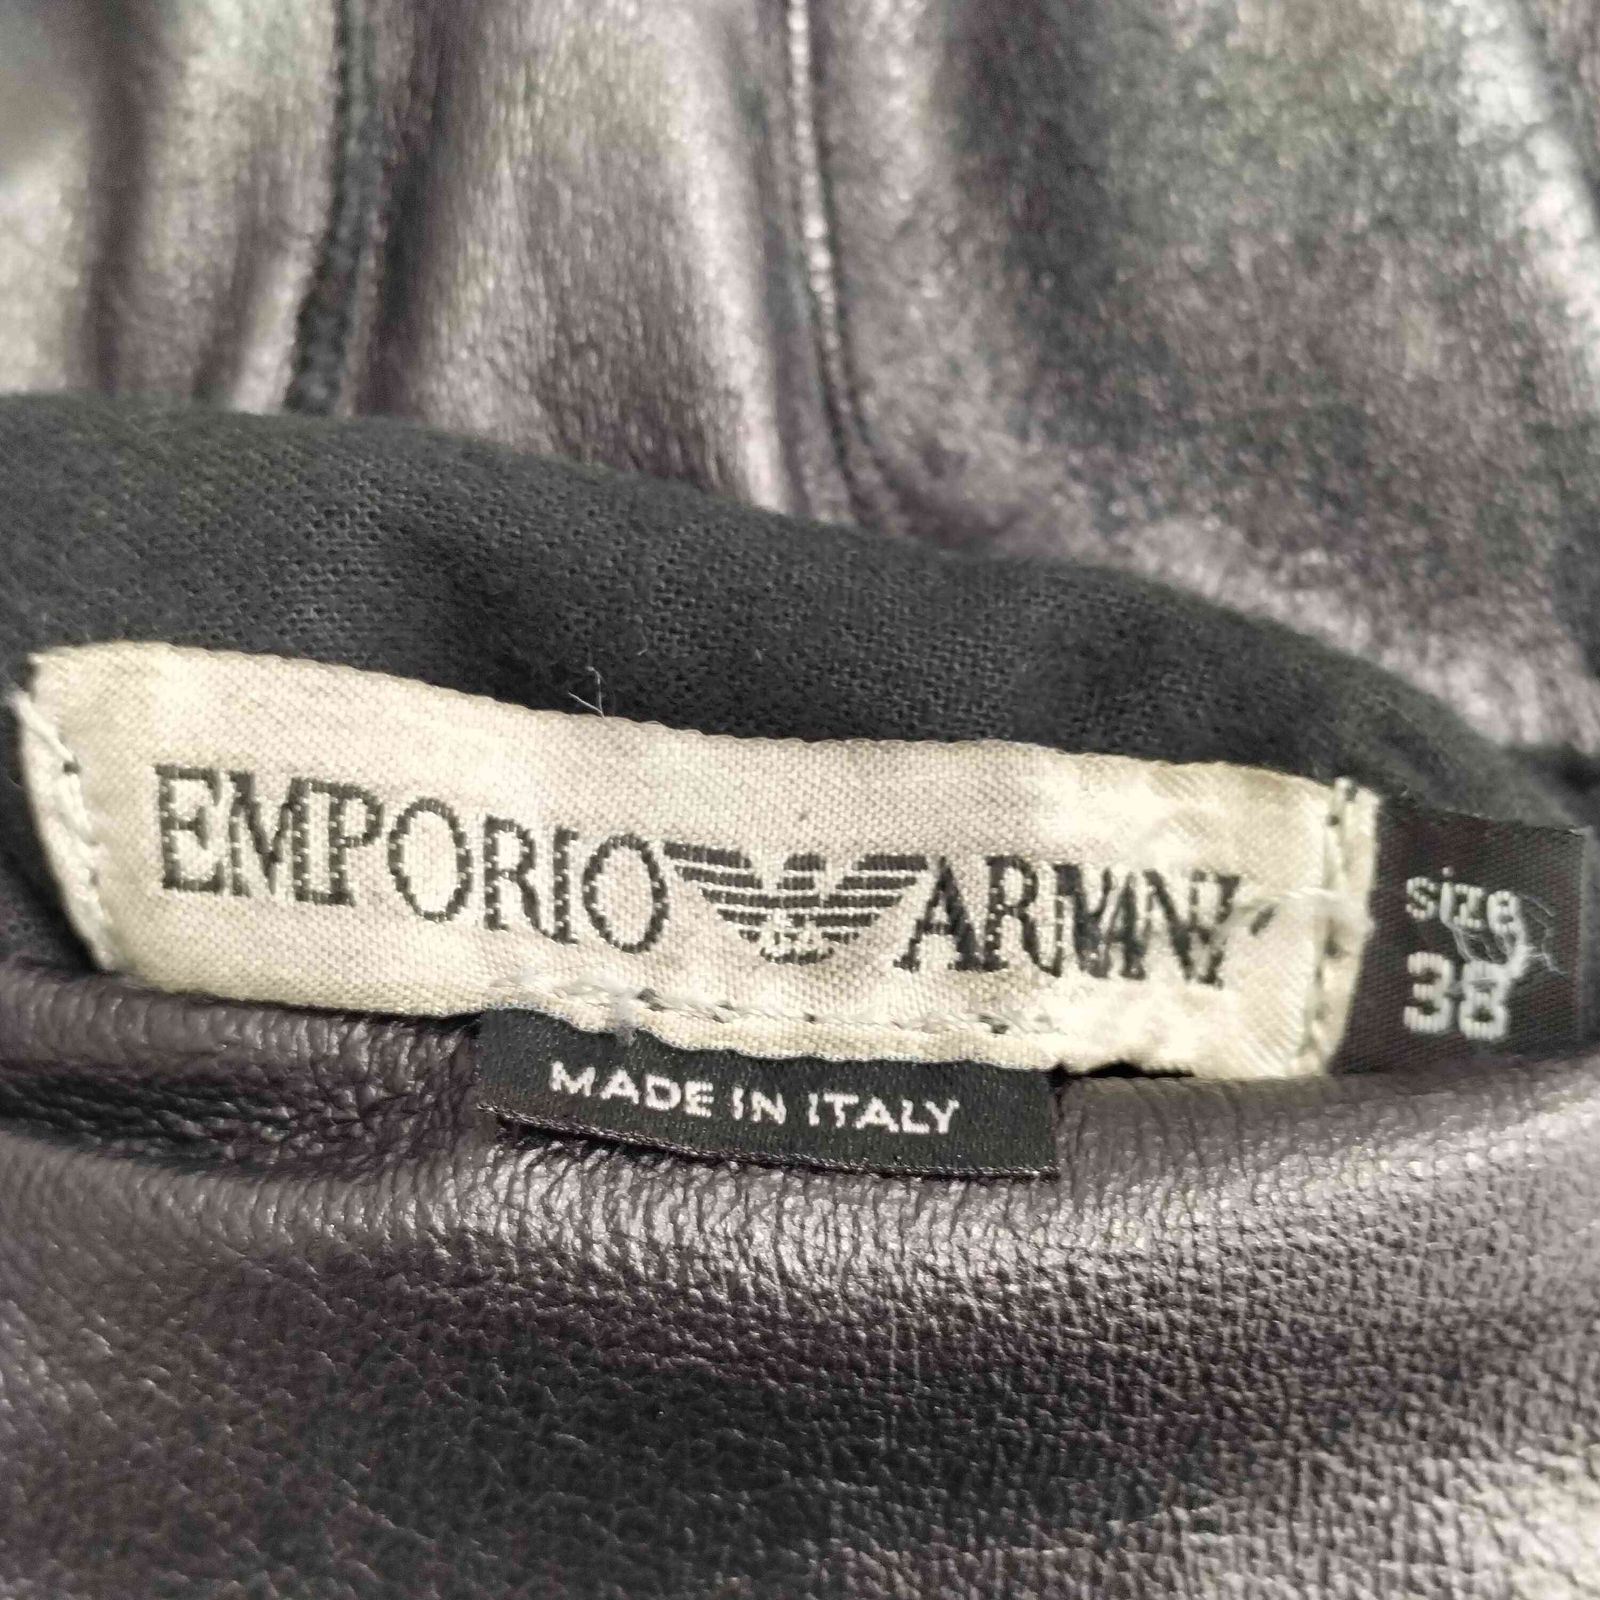 EMPORIO ARMANI
size
38
MADE IN ITALY